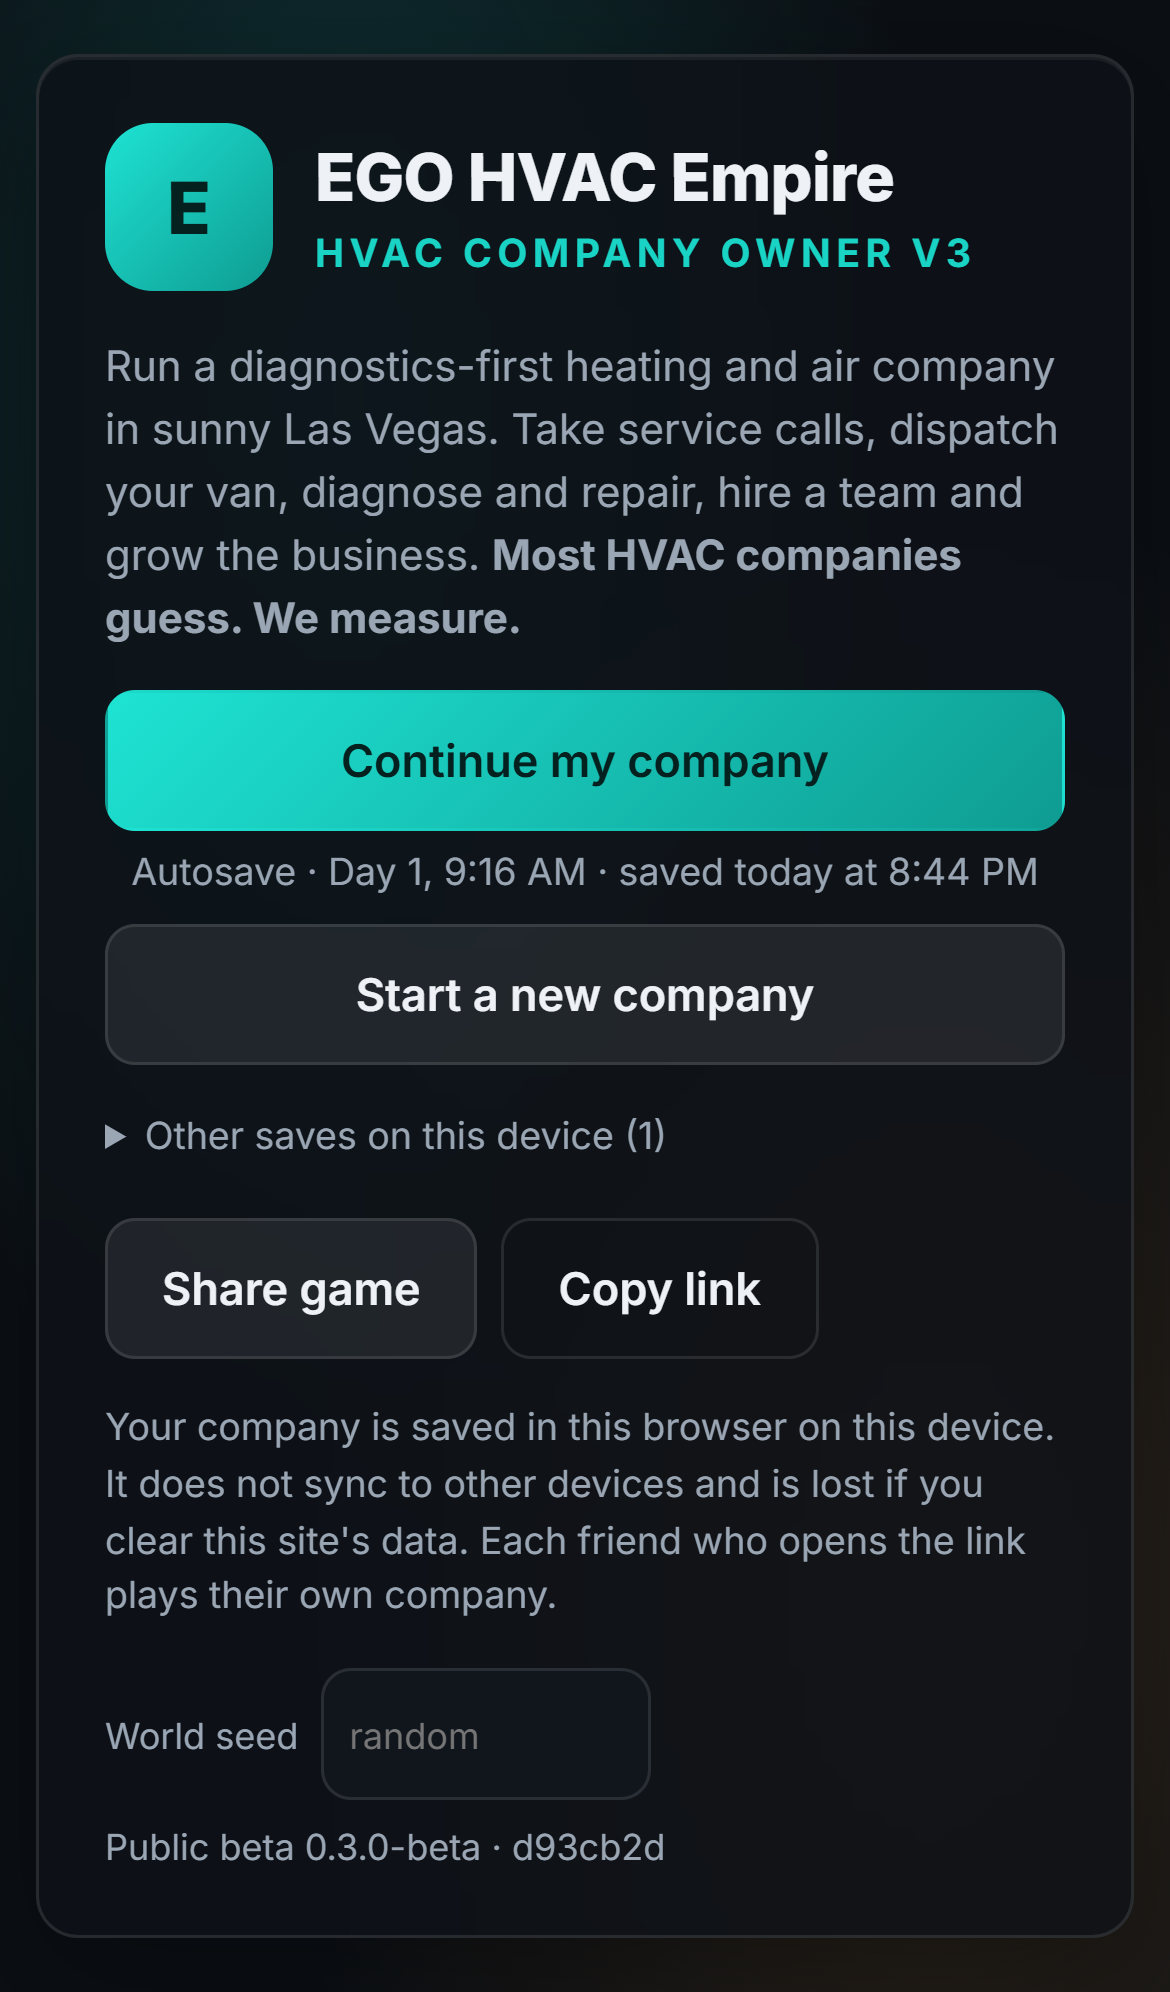 E
EGO HVAC Empire
HVAC COMPANY OWNER V3
Run a diagnostics-first heating and air company
in sunny Las Vegas. Take service calls, dispatch
your van, diagnose and repair, hire a team and
grow the business. Most HVAC companies
guess. We measure.
Continue my company
Autosave · Day 1, 9:16 AM · saved today at 8:44 PM
Start a new company
▶ Other saves on this device (1)
Share game
Copy link
Your company is saved in this browser on this device.
It does not sync to other devices and is lost if you
clear this site's data. Each friend who opens the link
plays their own company.
World seed
random
Public beta 0.3.0-beta · d93cb2d